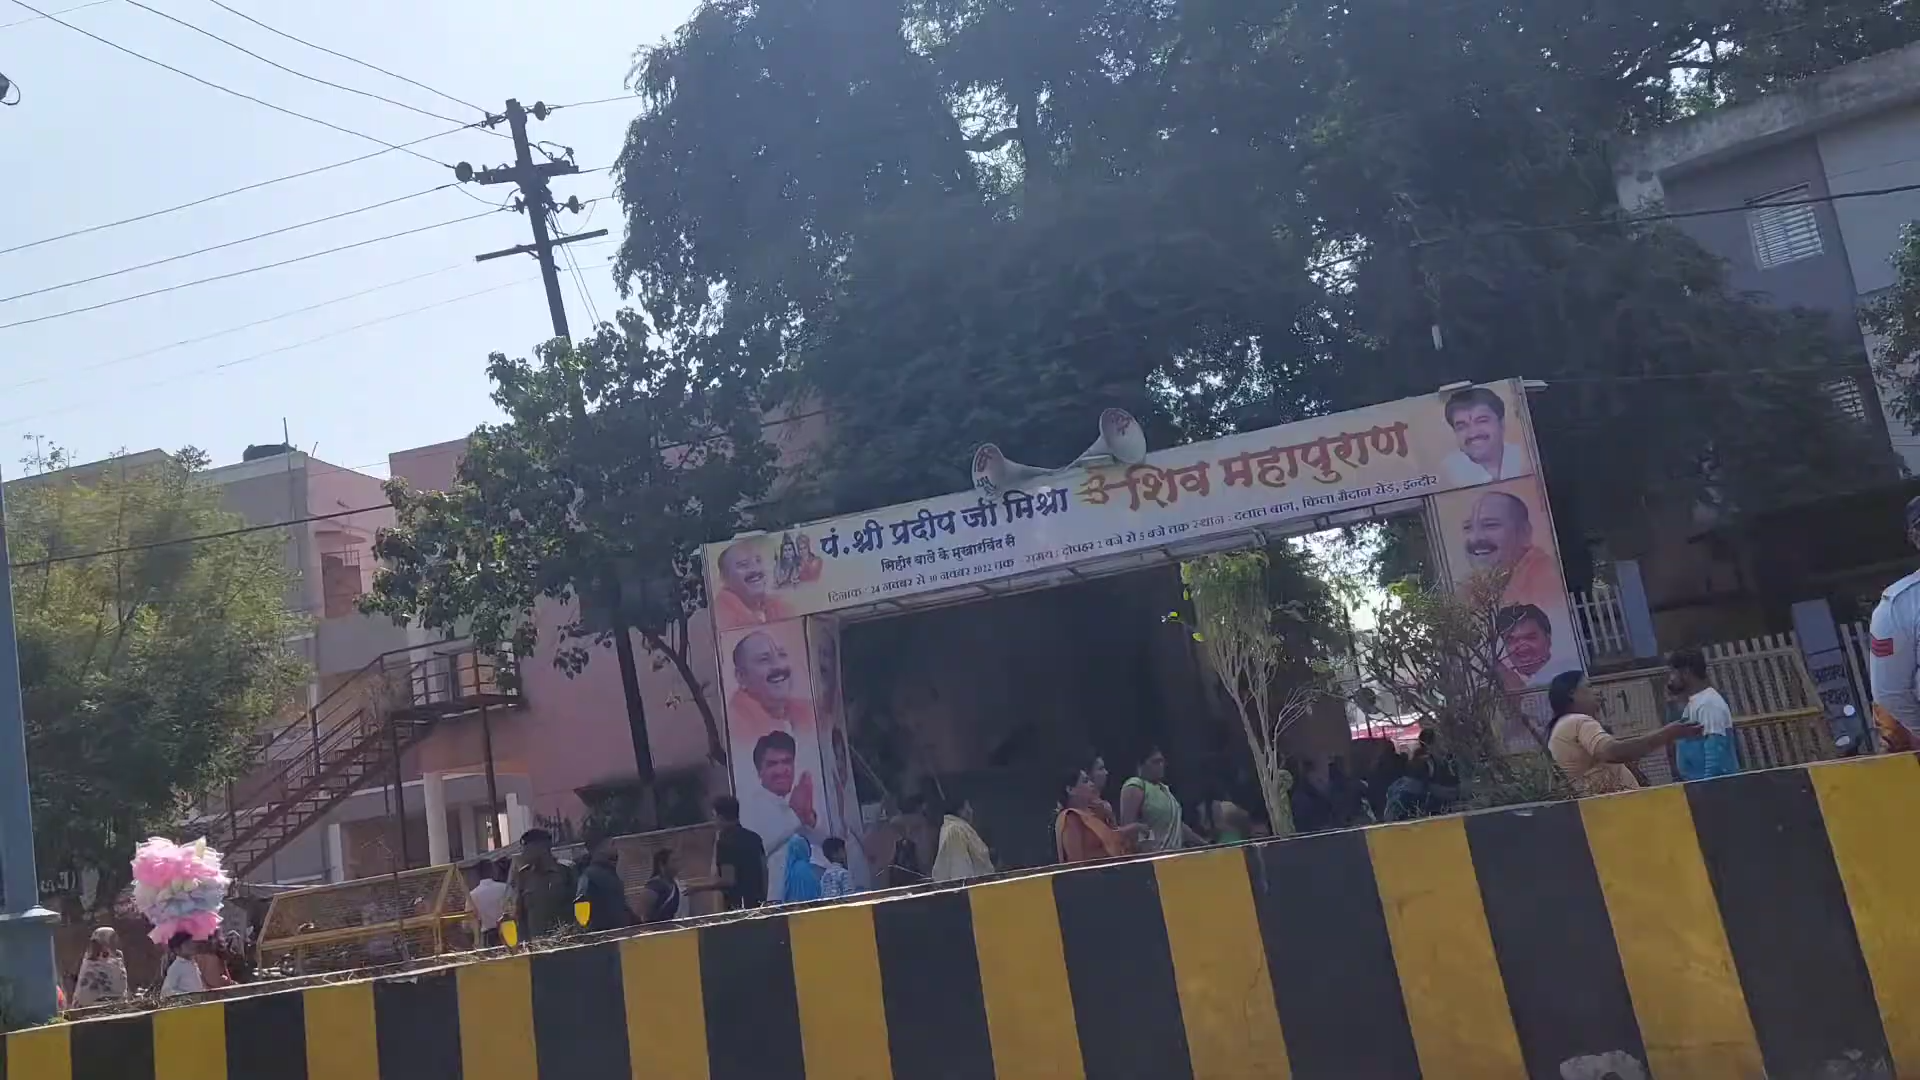 पं.श्री प्रदीप जी मिश्रा शिव महापुराण
सिहोर वाले के मुखारबिंद से
दिनांक : 24 नवंबर से 30 नवंबर 2022 तक समय : दोपहर 2 बजे से 5 बजे तक स्थान : दलाल बाग, किला मैदान रोड, इन्दौर